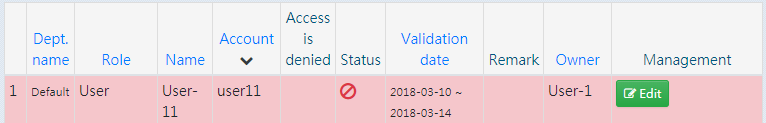 Dept. name
Role
Name
Account
Access is denied
Status
Validation date
Remark
Owner
Management
1
Default
User
User-11
user11
2018-03-10 ~
2018-03-14
User-1
Edit